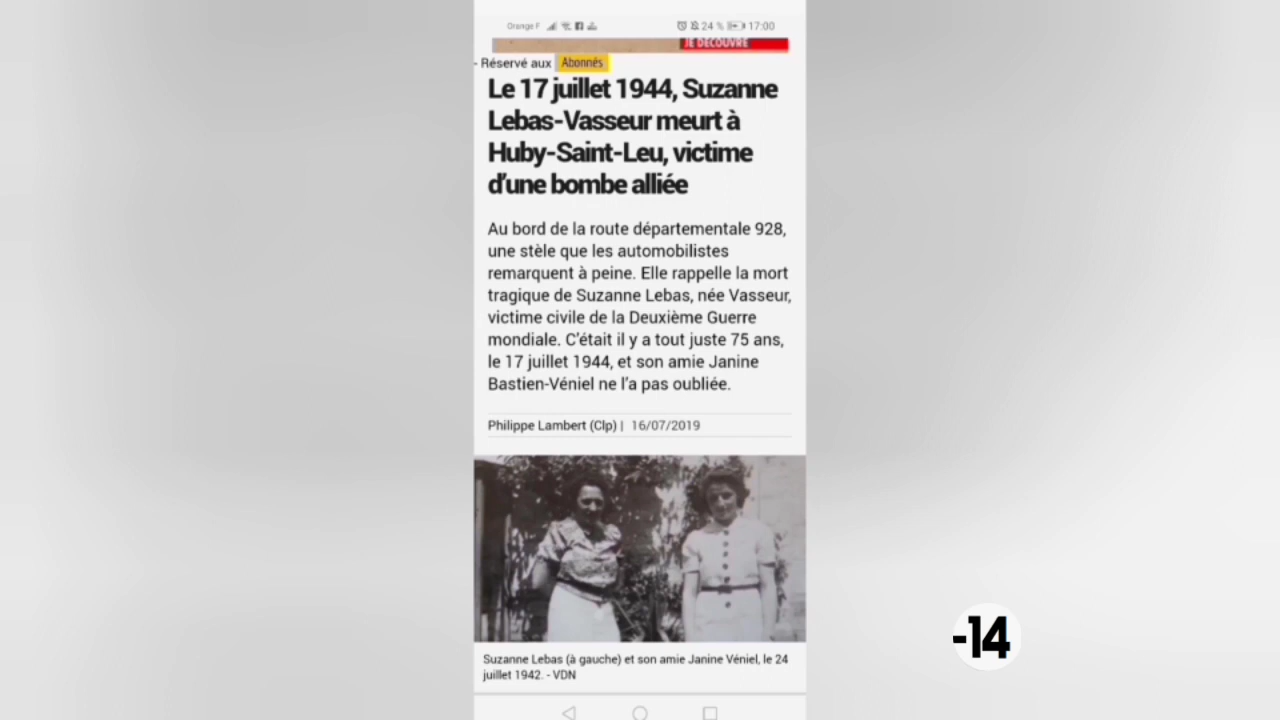 Orange F
24 % 17:00
JE DÉCOUVRE
- Réservé aux Abonnés
Le 17 juillet 1944, Suzanne
Lebas-Vasseur meurt à
Huby-Saint-Leu, victime
d'une bombe alliée
Au bord de la route départementale 928,
une stèle que les automobilistes
remarquent à peine. Elle rappelle la mort
tragique de Suzanne Lebas, née Vasseur,
victime civile de la Deuxième Guerre
mondiale. C'était il y a tout juste 75 ans,
le 17 juillet 1944, et son amie Janine
Bastien-Véniel ne l'a pas oubliée.
Philippe Lambert (Clp) | 16/07/2019
Suzanne Lebas (à gauche) et son amie Janine Véniel, le 24
juillet 1942. - VDN
-14